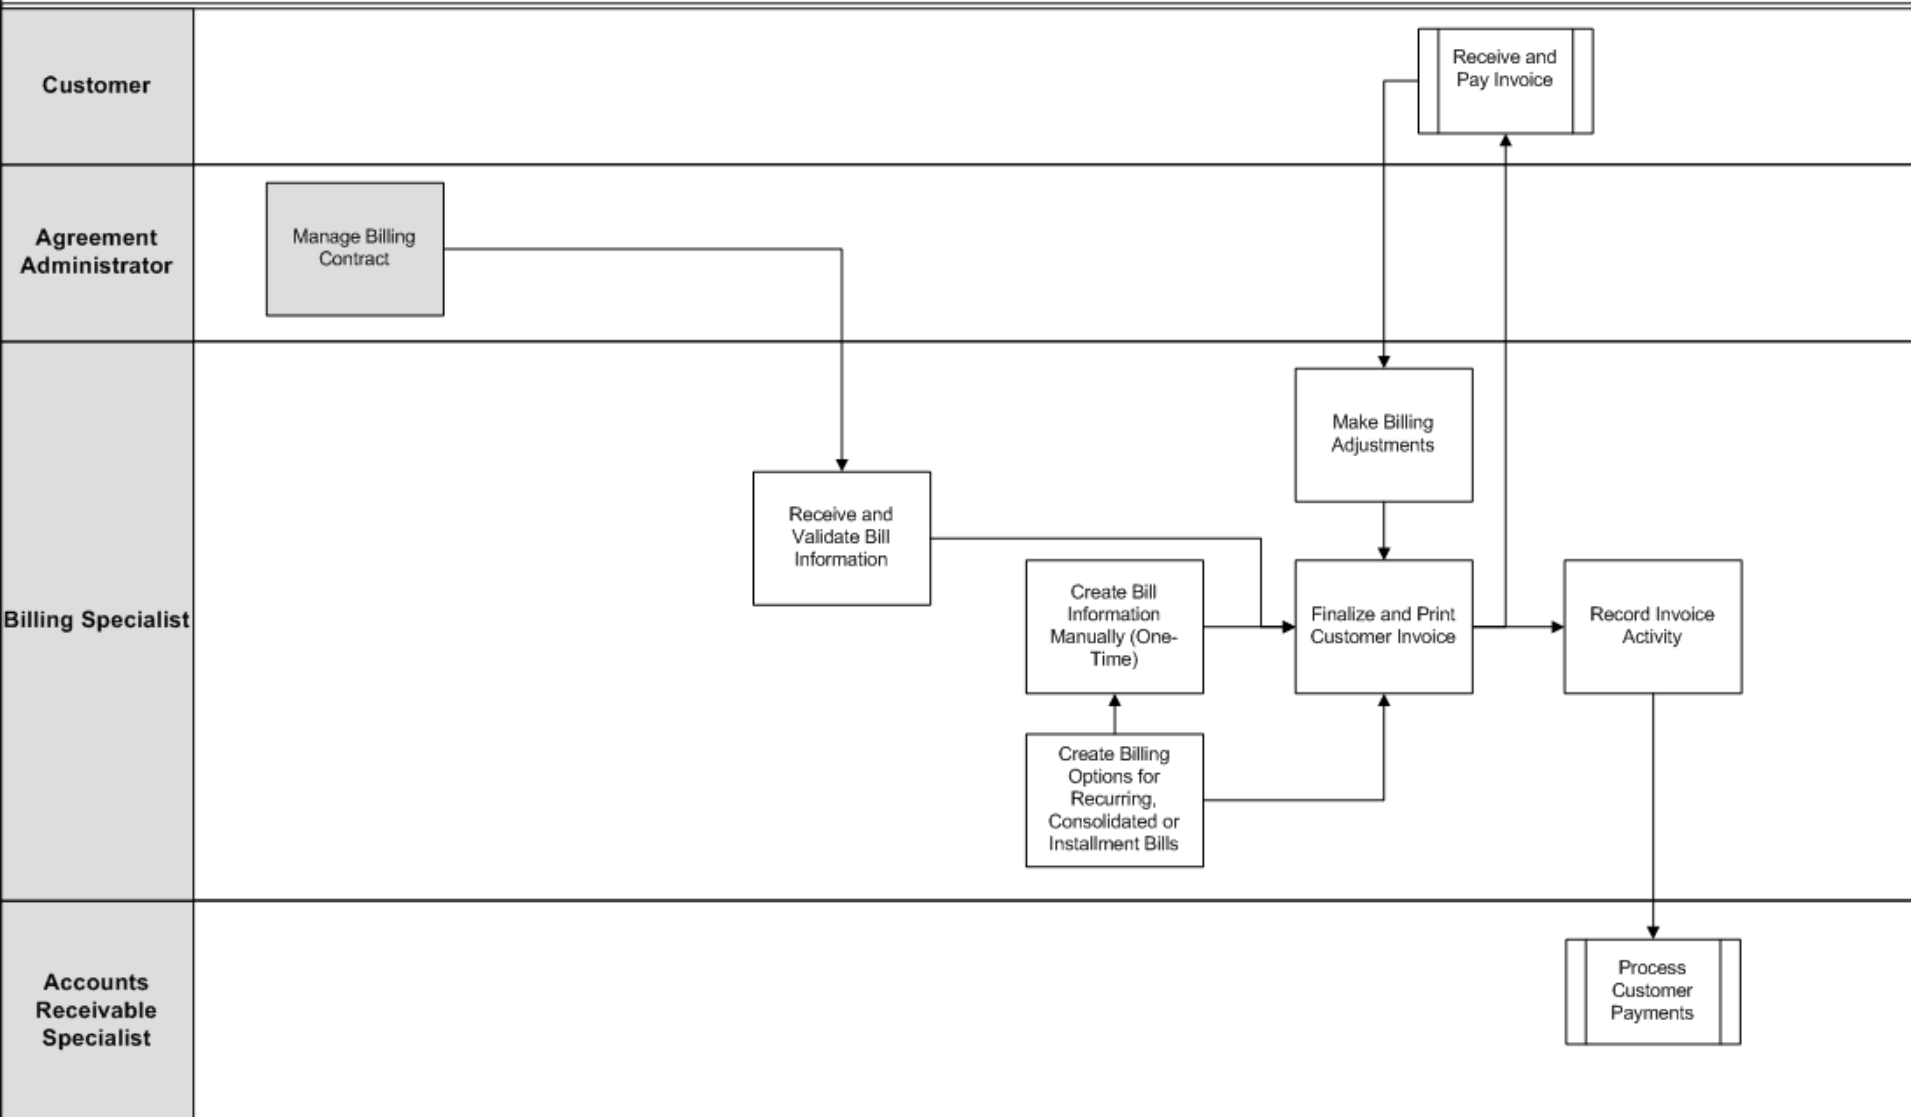 Customer
Receive and
Pay Invoice
Agreement
Administrator
Manage Billing
Contract
Billing Specialist
Make Billing
Adjustments
Receive and
Validate Bill
Information
Create Bill
Information
Manually (One-
Time)
Finalize and Print
Customer Invoice
Record Invoice
Activity
Create Billing
Options for
Recurring,
Consolidated or
Installment Bills
Accounts
Receivable
Specialist
Process
Customer
Payments